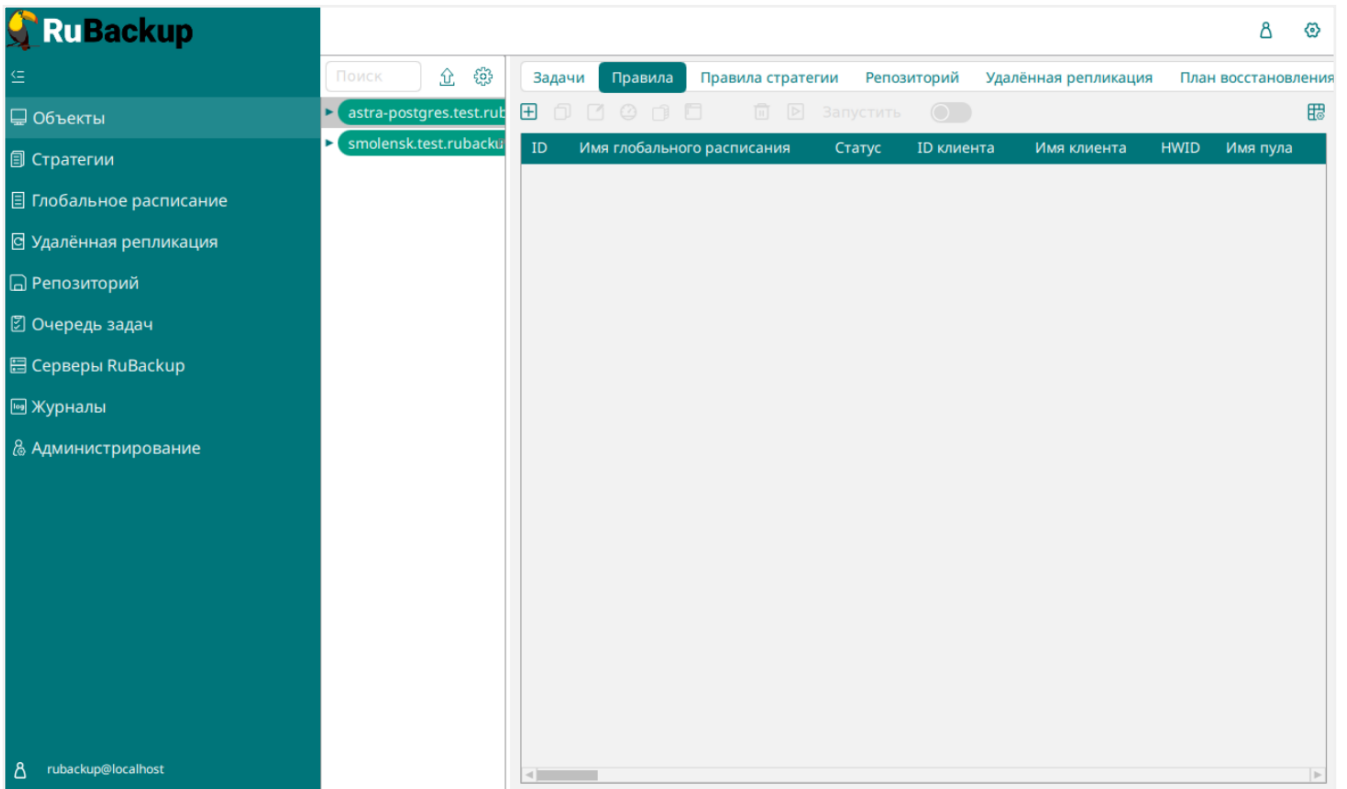 RuBackup
Объекты
Стратегии
Глобальное расписание
Удалённая репликация
Репозиторий
Очередь задач
Серверы RuBackup
Журналы
Администрирование
rubackup@localhost
Поиск
astra-postgres.test.rub
smolensk.test.rubacku
Задачи Правила Правила стратегии Репозиторий Удалённая репликация План восстановления
Запустить
ID Имя глобального расписания Статус ID клиента Имя клиента HWID Имя пула